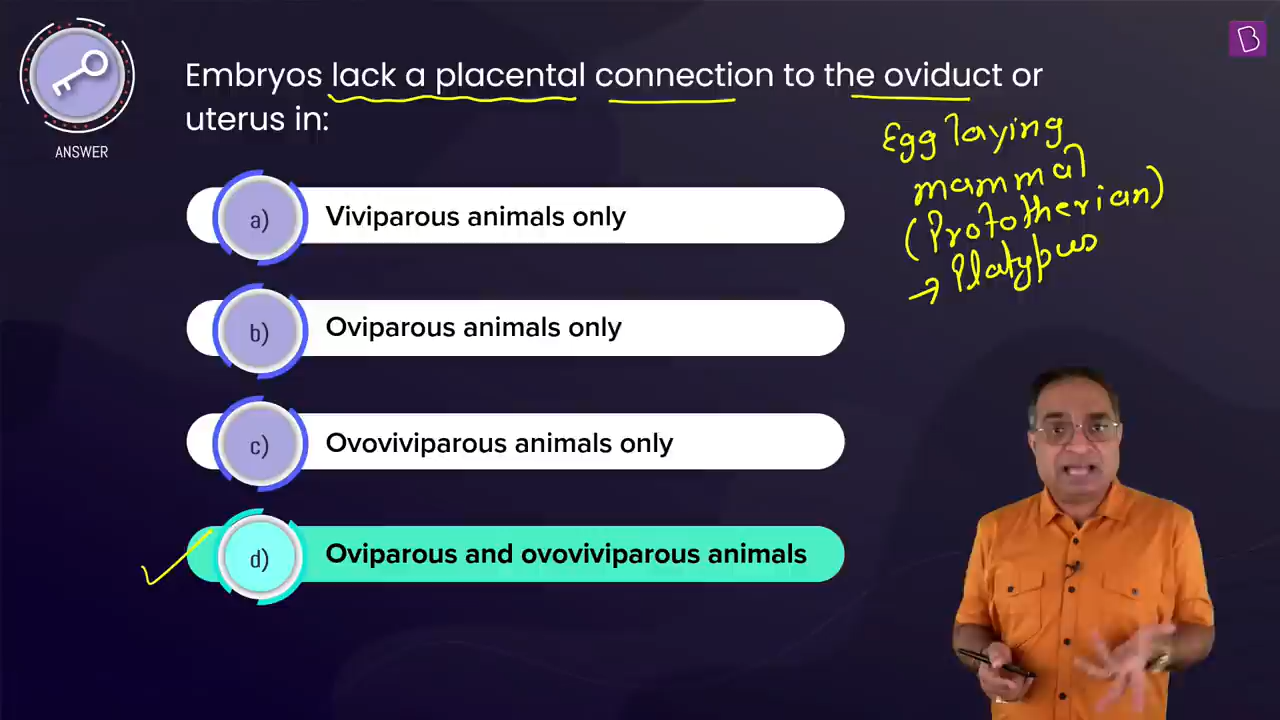 Embryos lack a placental connection to the oviduct or
uterus in:
ANSWER
Egg laying
mammal
(Prototherian)
→ Platypus
a) Viviparous animals only
b) Oviparous animals only
c) Ovoviviparous animals only
d) Oviparous and ovoviviparous animals
B